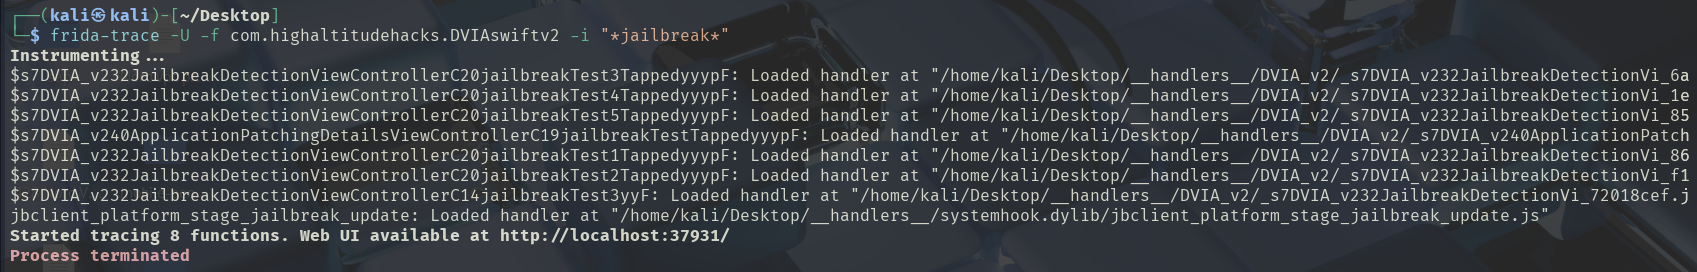 ┌──(kali㉿kali)-[~/Desktop]
└─$ frida-trace -U -f com.highaltitudehacks.DVIAswiftv2 -i "*jailbreak*"
Instrumenting...
$s7DVIA_v232JailbreakDetectionViewControllerC20jailbreakTest3TappedyyypF: Loaded handler at "/home/kali/Desktop/__handlers__/DVIA_v2/_s7DVIA_v232JailbreakDetectionVi_6a
$s7DVIA_v232JailbreakDetectionViewControllerC20jailbreakTest4TappedyyypF: Loaded handler at "/home/kali/Desktop/__handlers__/DVIA_v2/_s7DVIA_v232JailbreakDetectionVi_1e
$s7DVIA_v232JailbreakDetectionViewControllerC20jailbreakTest5TappedyyypF: Loaded handler at "/home/kali/Desktop/__handlers__/DVIA_v2/_s7DVIA_v232JailbreakDetectionVi_85
$s7DVIA_v240ApplicationPatchingDetailsViewControllerC19jailbreakTestTappedyyypF: Loaded handler at "/home/kali/Desktop/__handlers__/DVIA_v2/_s7DVIA_v240ApplicationPatch
$s7DVIA_v232JailbreakDetectionViewControllerC20jailbreakTest1TappedyyypF: Loaded handler at "/home/kali/Desktop/__handlers__/DVIA_v2/_s7DVIA_v232JailbreakDetectionVi_86
$s7DVIA_v232JailbreakDetectionViewControllerC20jailbreakTest2TappedyyypF: Loaded handler at "/home/kali/Desktop/__handlers__/DVIA_v2/_s7DVIA_v232JailbreakDetectionVi_f1
$s7DVIA_v232JailbreakDetectionViewControllerC14jailbreakTest3yyF: Loaded handler at "/home/kali/Desktop/__handlers__/DVIA_v2/_s7DVIA_v232JailbreakDetectionVi_72018cef.j
jbclient_platform_stage_jailbreak_update: Loaded handler at "/home/kali/Desktop/__handlers__/systemhook.dylib/jbclient_platform_stage_jailbreak_update.js"
Started tracing 8 functions. Web UI available at http://localhost:37931/
Process terminated